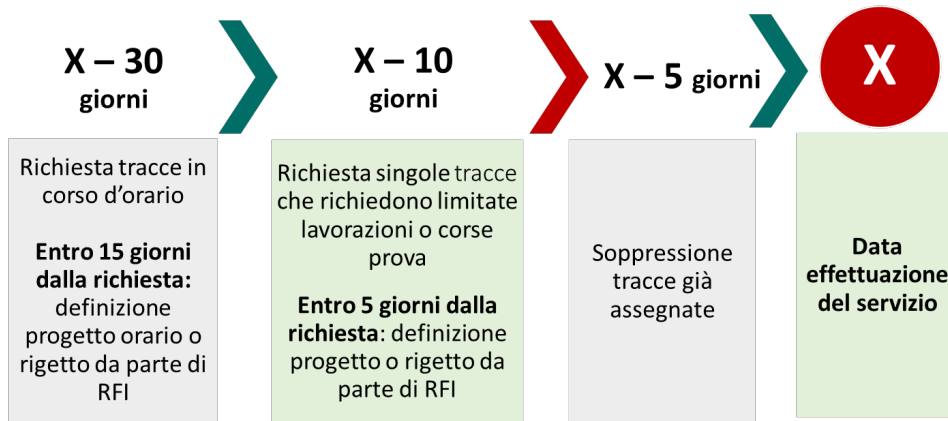 X – 30
giorni
Richiesta tracce in
corso d'orario
Entro 15 giorni
dalla richiesta:
definizione
progetto orario o
rigetto da parte di
RFI
X – 10
giorni
Richiesta singole tracce
che richiedono limitate
lavorazioni o corse
prova
Entro 5 giorni dalla
richiesta: definizione
progetto o rigetto da
parte di RFI
X – 5 giorni
Soppressione
tracce già
assegnate
X
Data
effettuazione
del servizio